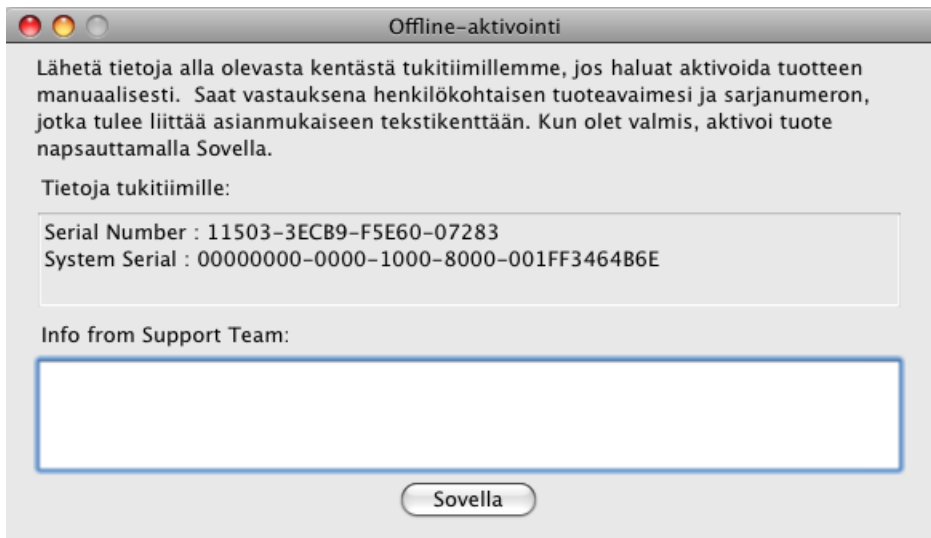 Offline-aktivointi
Lähetä tietoja alla olevasta kentästä tukitiimillemme, jos haluat aktivoida tuotteen
manuaalisesti.  Saat vastauksena henkilökohtaisen tuoteavaimesi ja sarjanumeron,
jotka tulee liittää asianmukaiseen tekstikenttään. Kun olet valmis, aktivoi tuote
napsauttamalla Sovella.
Tietoja tukitiimille:
Serial Number : 11503-3ECB9-F5E60-07283
System Serial : 00000000-0000-1000-8000-001FF3464B6E
Info from Support Team:
Sovella